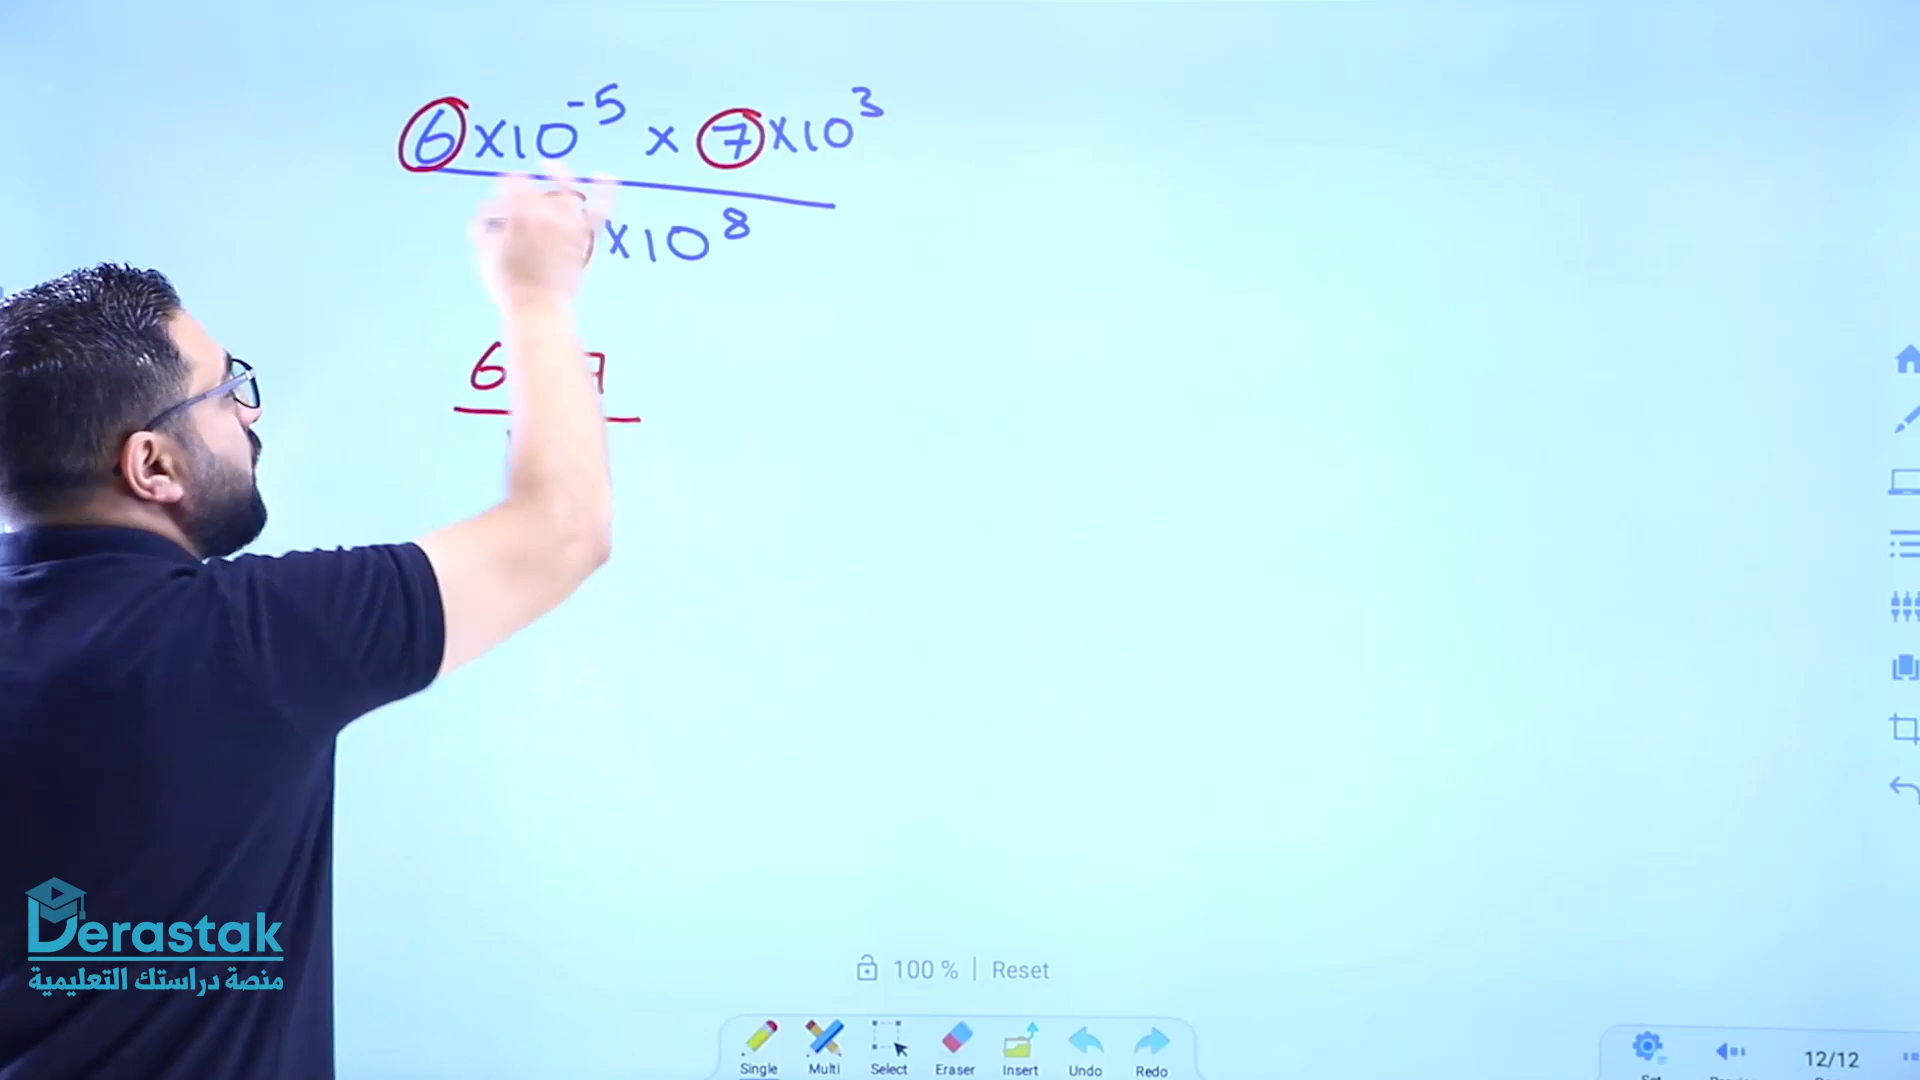 6×10⁻⁵ × 7×10³
×10⁸
6 7
Derastak
منصة دراستك التعليمية
100 % | Reset
Single Multi Select Eraser Insert Undo Redo
12/12